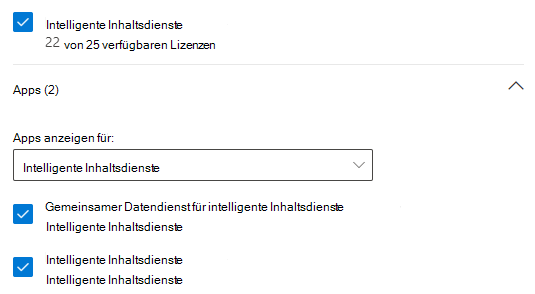 Intelligente Inhaltsdienste
22 von 25 verfügbaren Lizenzen
Apps (2)
Apps anzeigen für:
Intelligente Inhaltsdienste
Gemeinsamer Datendienst für intelligente Inhaltsdienste
Intelligente Inhaltsdienste
Intelligente Inhaltsdienste
Intelligente Inhaltsdienste